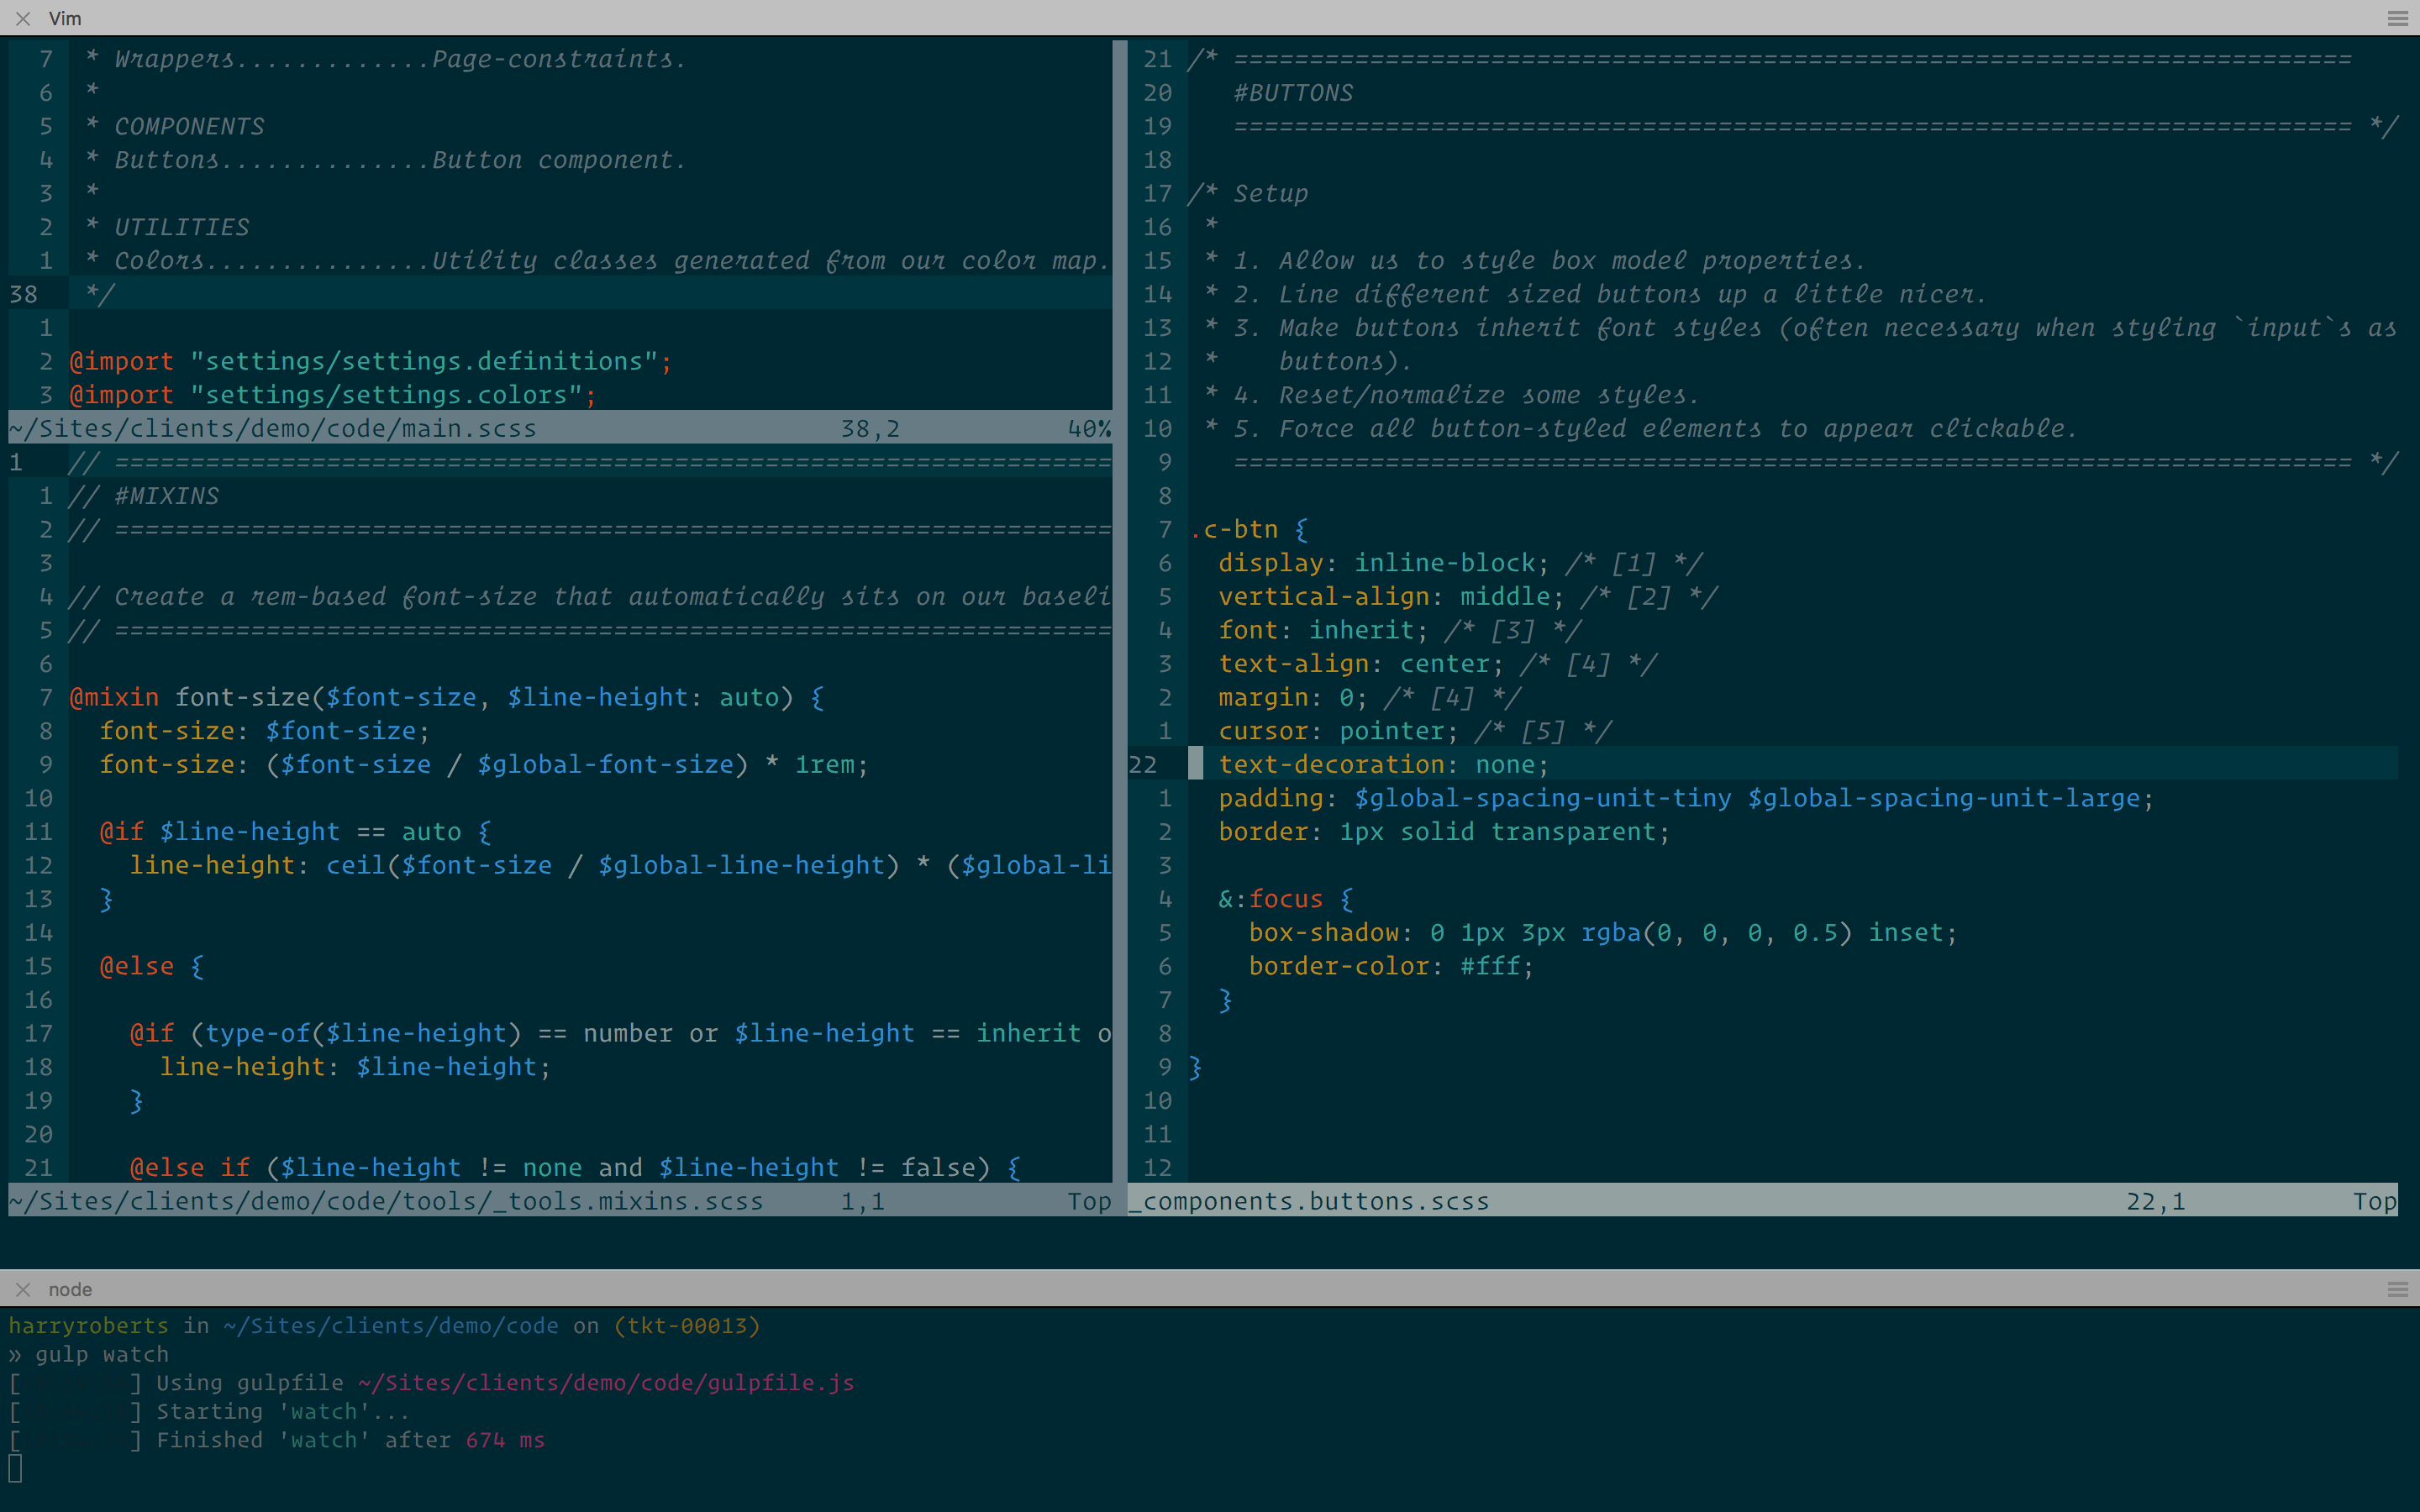 Vim
7 * Wrappers.............Page-constraints.
6 *
5 * COMPONENTS
4 * Buttons..............Button component.
3 *
2 * UTILITIES
1 * Colors...............Utility classes generated from our color map.
38 */
1
2 @import "settings/settings.definitions";
3 @import "settings/settings.colors";
~/Sites/clients/demo/code/main.scss 38,2 40%
1 // ==================================================================
1 // #MIXINS
2 // ==================================================================
3
4 // Create a rem-based font-size that automatically sits on our baseli
5 // ==================================================================
6
7 @mixin font-size($font-size, $line-height: auto) {
8   font-size: $font-size;
9   font-size: ($font-size / $global-font-size) * 1rem;
10
11   @if $line-height == auto {
12     line-height: ceil($font-size / $global-line-height) * ($global-li
13   }
14
15   @else {
16
17     @if (type-of($line-height) == number or $line-height == inherit o
18       line-height: $line-height;
19     }
20
21     @else if ($line-height != none and $line-height != false) {
~/Sites/clients/demo/code/tools/_tools.mixins.scss 1,1 Top
21 /* ==========================================================================
20    #BUTTONS
19    ========================================================================== */
18
17 /* Setup
16  *
15  * 1. Allow us to style box model properties.
14  * 2. Line different sized buttons up a little nicer.
13  * 3. Make buttons inherit font styles (often necessary when styling `input`s as
12  *    buttons).
11  * 4. Reset/normalize some styles.
10  * 5. Force all button-styled elements to appear clickable.
9    ========================================================================== */
8
7 .c-btn {
6   display: inline-block; /* [1] */
5   vertical-align: middle; /* [2] */
4   font: inherit; /* [3] */
3   text-align: center; /* [4] */
2   margin: 0; /* [4] */
1   cursor: pointer; /* [5] */
22   text-decoration: none;
1   padding: $global-spacing-unit-tiny $global-spacing-unit-large;
2   border: 1px solid transparent;
3
4   &:focus {
5     box-shadow: 0 1px 3px rgba(0, 0, 0, 0.5) inset;
6     border-color: #fff;
7   }
8
9 }
10
11
12
_components.buttons.scss 22,1 Top
node
harryroberts in ~/Sites/clients/demo/code on (tkt-00013)
» gulp watch
[ ] Using gulpfile ~/Sites/clients/demo/code/gulpfile.js
[ ] Starting 'watch'...
[ ] Finished 'watch' after 674 ms